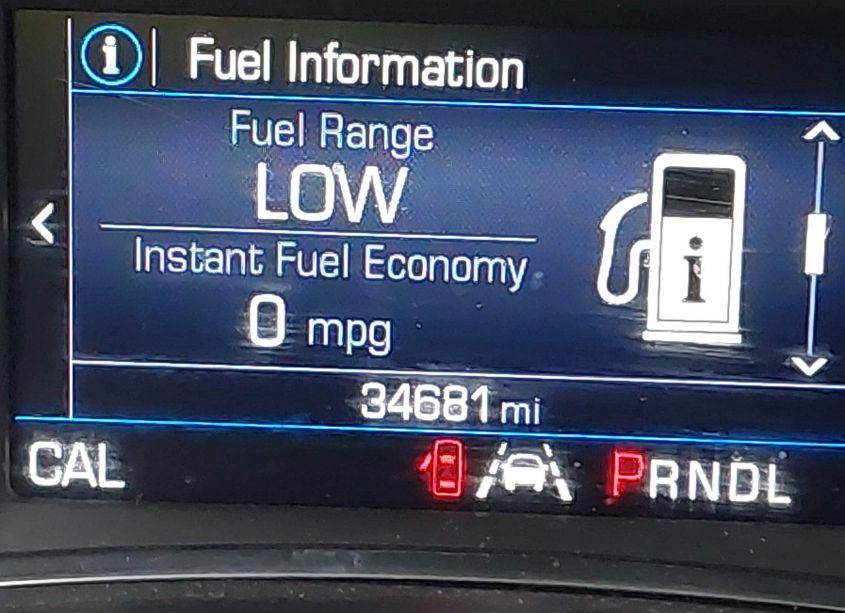 i | Fuel Information
Fuel Range
LOW
Instant Fuel Economy
0 mpg
i
34681 mi
CAL PRNDL